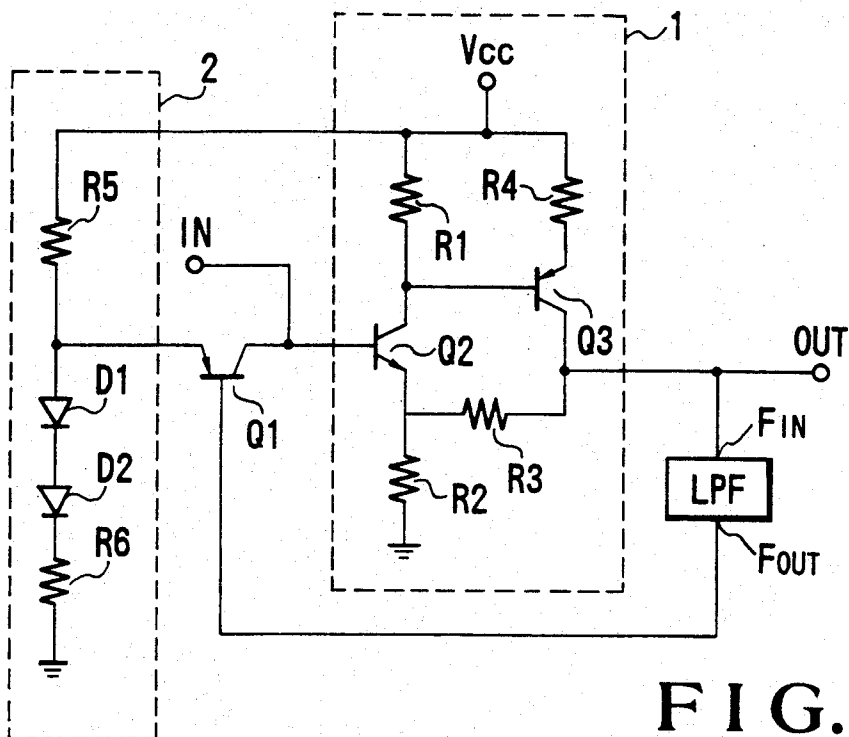 1
Vcc
2
R5
R4
IN
R1
Q3
Q2
OUT
D1
Q1
FIN
R3
LPF
D2
R2
FOUT
R6
FIG.